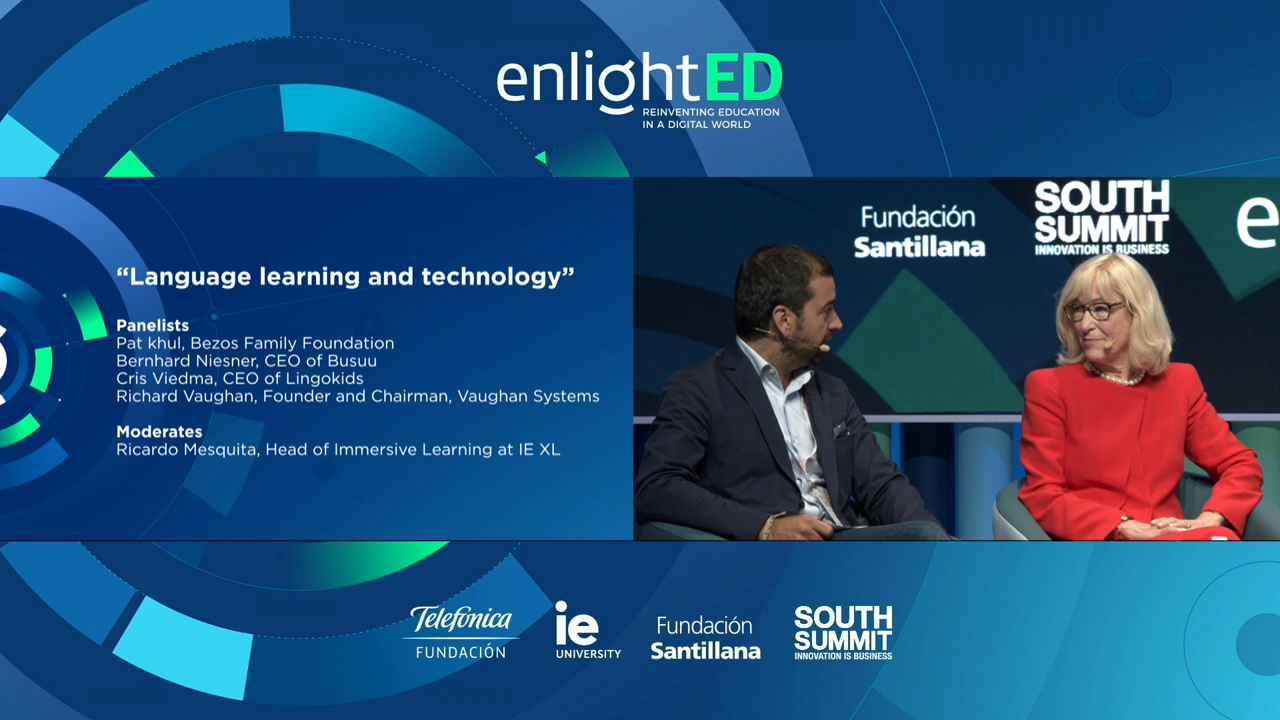 enlightED
REINVENTING EDUCATION
IN A DIGITAL WORLD
“Language learning and technology”
Panelists
Pat khul, Bezos Family Foundation
Bernhard Niesner, CEO of Busuu
Cris Viedma, CEO of Lingokids
Richard Vaughan, Founder and Chairman, Vaughan Systems
Moderates
Ricardo Mesquita, Head of Immersive Learning at IE XL
Fundación
Santillana
SOUTH
SUMMIT
INNOVATION IS BUSINESS
e
Telefónica
FUNDACIÓN
ie
UNIVERSITY
Fundación
Santillana
SOUTH
SUMMIT
INNOVATION IS BUSINESS